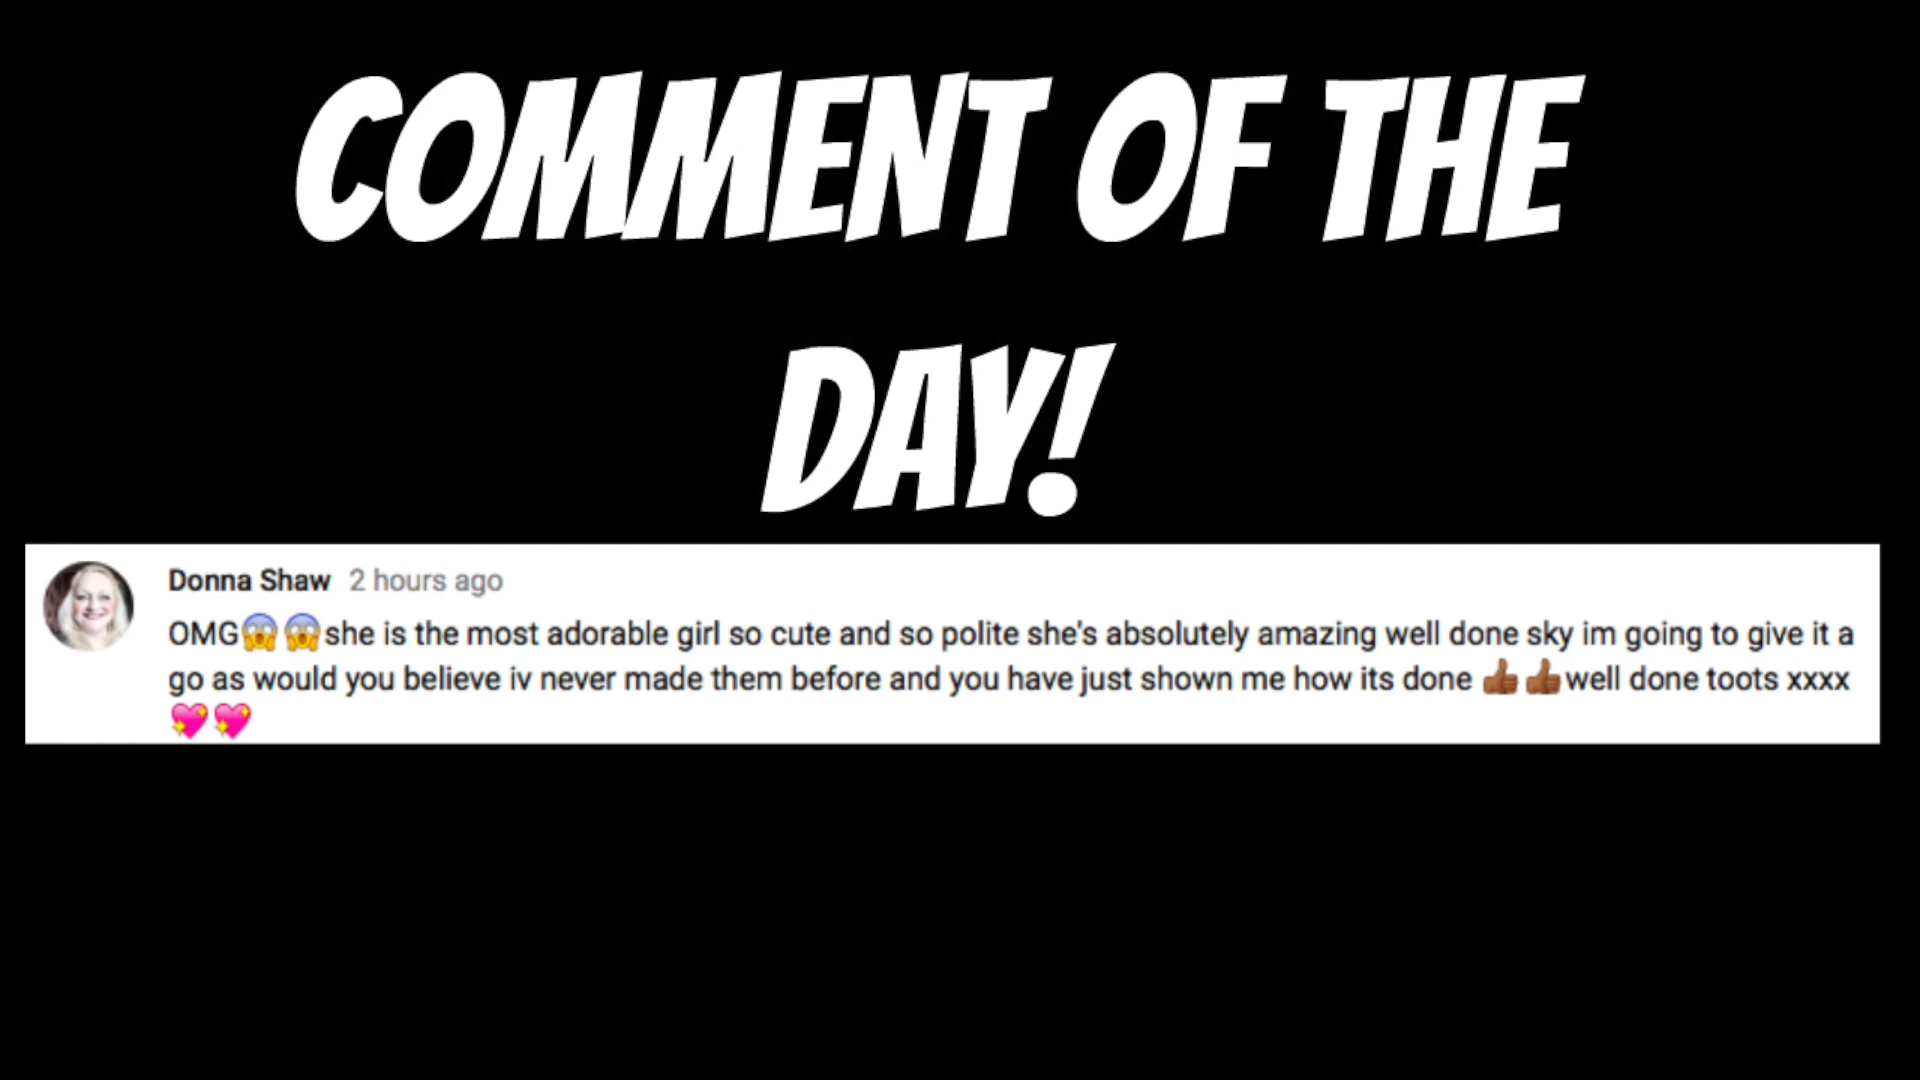 COMMENT OF THE
DAY!
Donna Shaw 2 hours ago
OMG😱😱she is the most adorable girl so cute and so polite she's absolutely amazing well done sky im going to give it a
go as would you believe iv never made them before and you have just shown me how its done 👍🏾👍🏾well done toots xxxx
💖💖